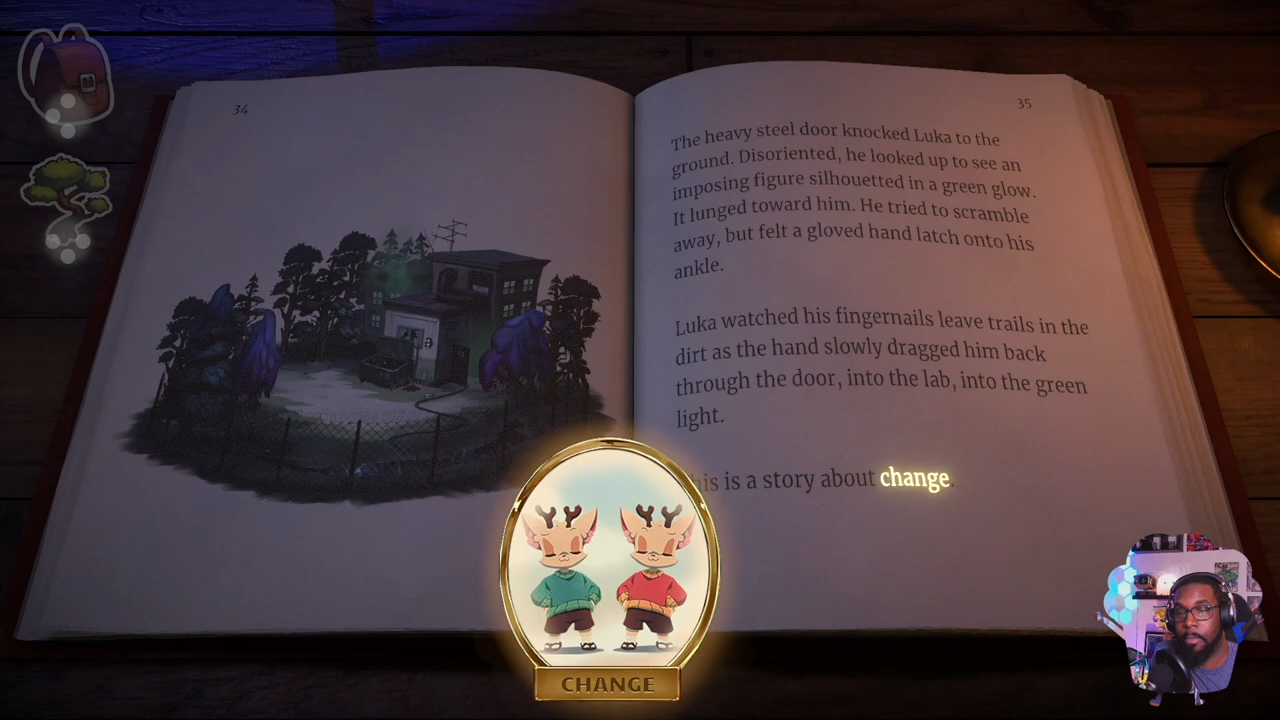 34
35
The heavy steel door knocked Luka to the
ground. Disoriented, he looked up to see an
imposing figure silhouetted in a green glow.
It lunged toward him. He tried to scramble
away, but felt a gloved hand latch onto his
ankle.
Luka watched his fingernails leave trails in the
dirt as the hand slowly dragged him back
through the door, into the lab, into the green
light.
is a story about change.
CHANGE